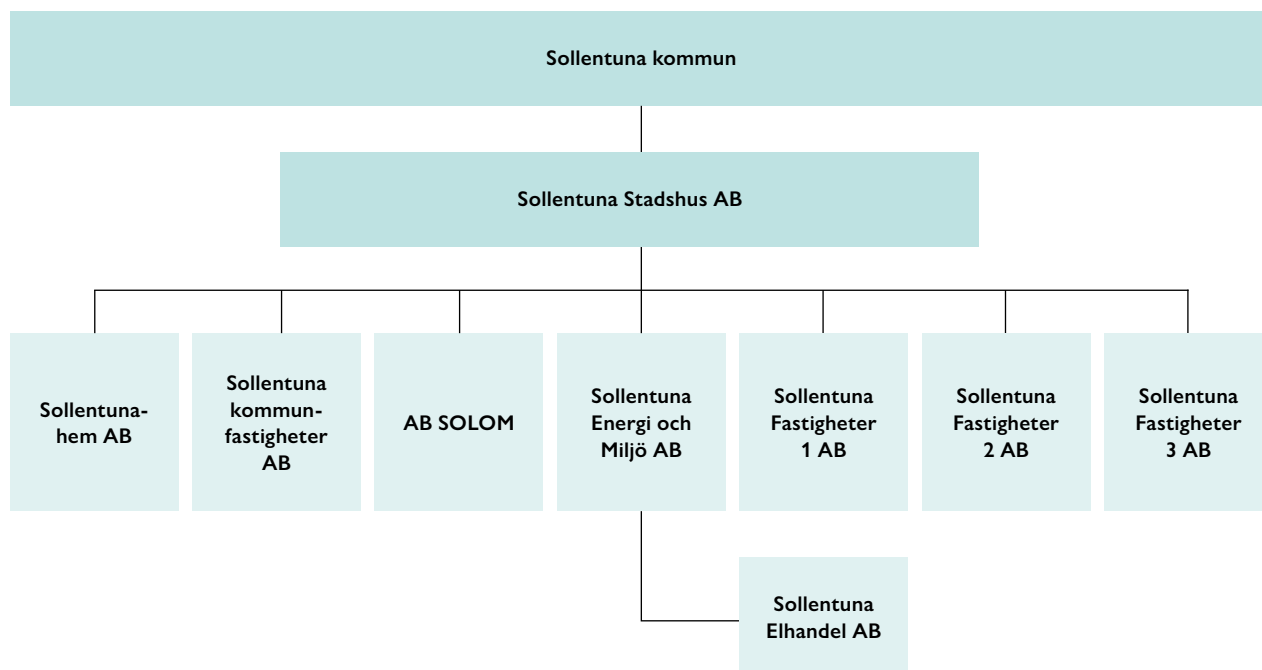 Sollentuna kommun
Sollentuna Stadshus AB
Sollentuna-
hem AB
Sollentuna
kommun-
fastigheter
AB
AB SOLOM
Sollentuna
Energi och
Miljö AB
Sollentuna
Fastigheter
1 AB
Sollentuna
Fastigheter
2 AB
Sollentuna
Fastigheter
3 AB
Sollentuna
Elhandel AB